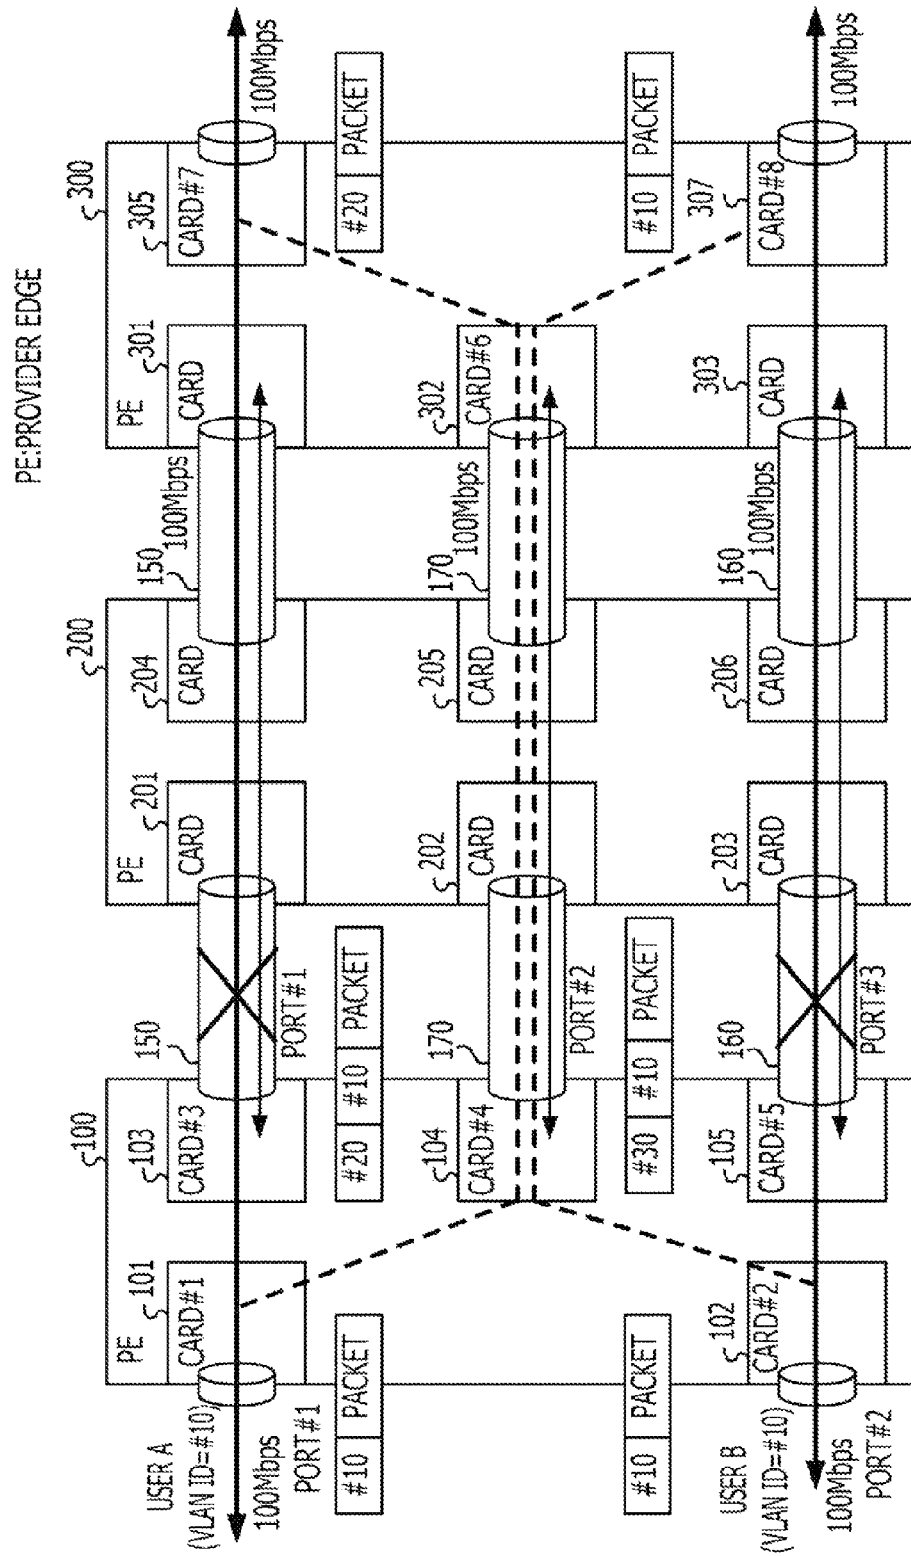 PE:PROVIDER EDGE
100
200
300
PE
101
CARD#1
103
CARD#3
150
PE
201
CARD
204
CARD
150
100Mbps
PE
301
CARD
305
CARD#7
USER A
(VLAN ID=#10)
100Mbps
PORT#1
PORT#1
100Mbps
#10 PACKET
#20 #10 PACKET
#20 PACKET
104
CARD#4
170
202
CARD
205
CARD
170
100Mbps
302
CARD#6
PORT#2
#10 PACKET
#30 #10 PACKET
#10 PACKET
USER B
(VLAN ID=#10)
100Mbps
PORT#2
102
CARD#2
105
CARD#5
160
PORT#3
203
CARD
206
CARD
160
100Mbps
303
CARD
307
CARD#8
100Mbps